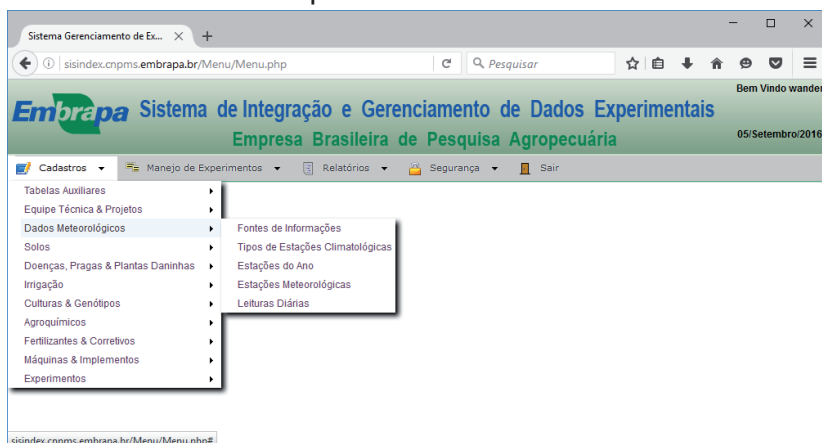 Sistema Gerenciamento de Ex...
sisindex.cnpms.embrapa.br/Menu/Menu.php
Pesquisar
Bem Vindo wander
Embrapa Sistema de Integração e Gerenciamento de Dados Experimentais
Empresa Brasileira de Pesquisa Agropecuária
05/Setembro/2016
Cadastros Manejo de Experimentos Relatórios Segurança Sair
Tabelas Auxiliares
Equipe Técnica & Projetos
Dados Meteorológicos
Solos
Doenças, Pragas & Plantas Daninhas
Irrigação
Culturas & Genótipos
Agroquímicos
Fertilizantes & Corretivos
Máquinas & Implementos
Experimentos
Fontes de Informações
Tipos de Estações Climatológicas
Estações do Ano
Estações Meteorológicas
Leituras Diárias
sisindex.cnpms.embrapa.br/Menu/Menu.php#